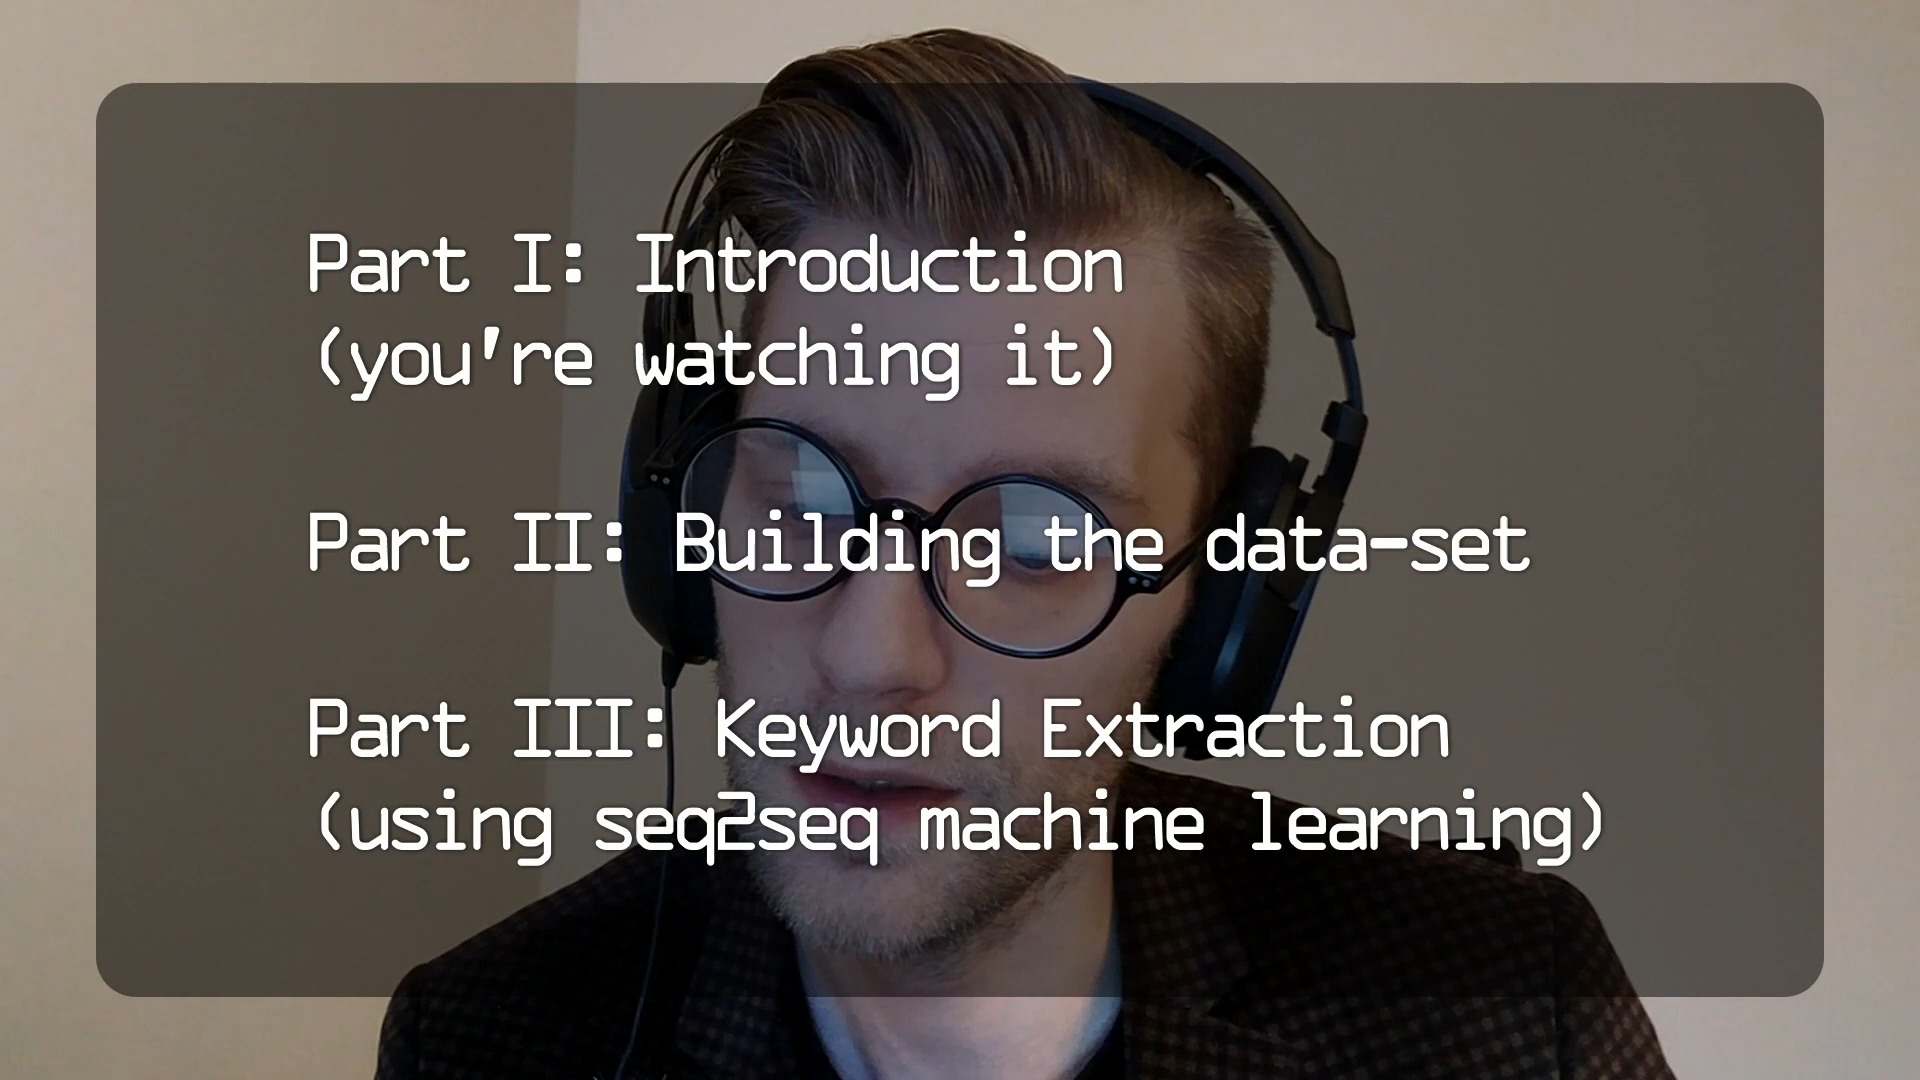 Part I: Introduction
(you're watching it)
Part II: Building the data-set
Part III: Keyword Extraction
(using seq2seq machine learning)